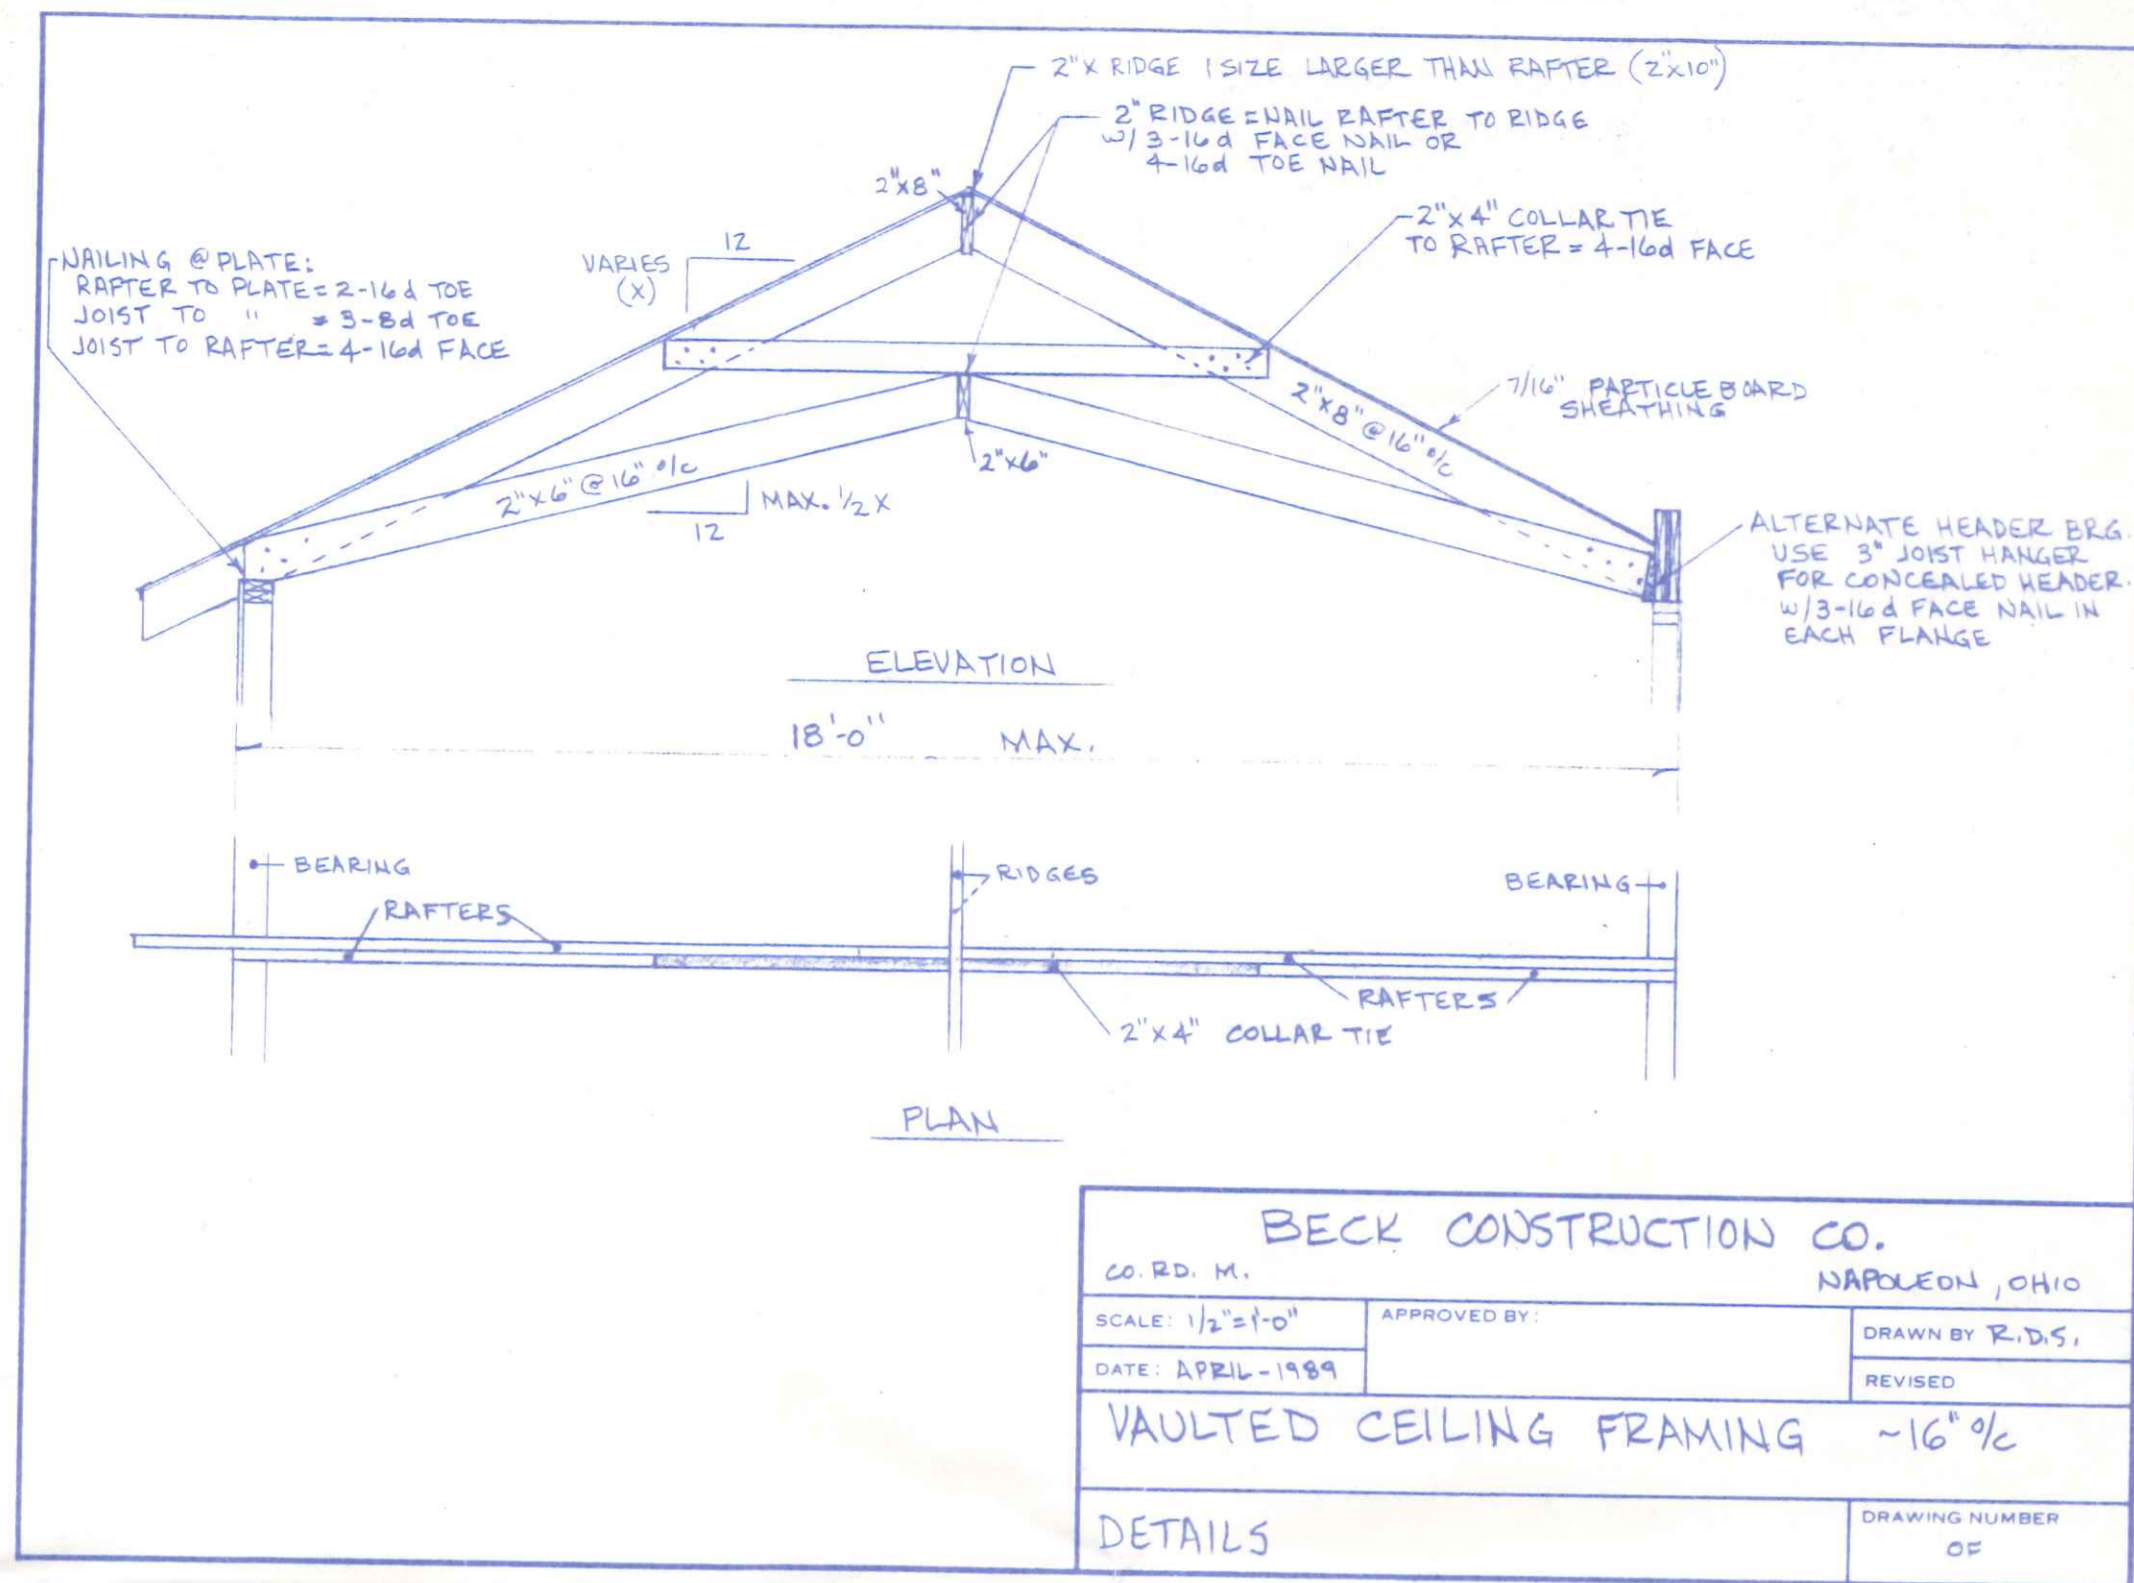 2"X RIDGE 1 SIZE LARGER THAN RAFTER (2"x10")
2" RIDGE = NAIL RAFTER TO RIDGE
w/3-16d FACE NAIL OR
4-16d TOE NAIL
2"x8"
2"x4" COLLAR TIE
TO RAFTER = 4-16d FACE
NAILING @ PLATE:
RAFTER TO PLATE = 2-16d TOE
JOIST TO " = 3-8d TOE
JOIST TO RAFTER = 4-16d FACE
12
VARIES
(X)
7/16" PARTICLE BOARD
SHEATHING
2"x8" @ 16" o/c
2"x6" @ 16" o/c
2"x6"
MAX. 1/2 X
12
ALTERNATE HEADER BRG.
USE 3" JOIST HANGER
FOR CONCEALED HEADER.
w/3-16d FACE NAIL IN
EACH FLANGE
ELEVATION
18'-0" MAX.
BEARING
RIDGES
BEARING
RAFTERS
RAFTERS
2"x4" COLLAR TIE
PLAN
BECK CONSTRUCTION CO.
CO. RD. M.
NAPOLEON, OHIO
SCALE: 1/2"=1'-0"
APPROVED BY:
DRAWN BY R.D.S.
DATE: APRIL-1989
REVISED
VAULTED CEILING FRAMING ~16" o/c
DETAILS
DRAWING NUMBER
OF